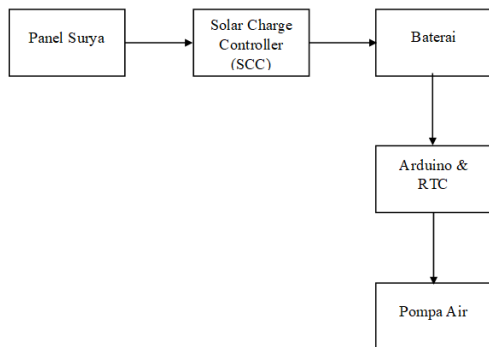 Panel Surya
Solar Charge
Controller
(SCC)
Baterai
Arduino &
RTC
Pompa Air